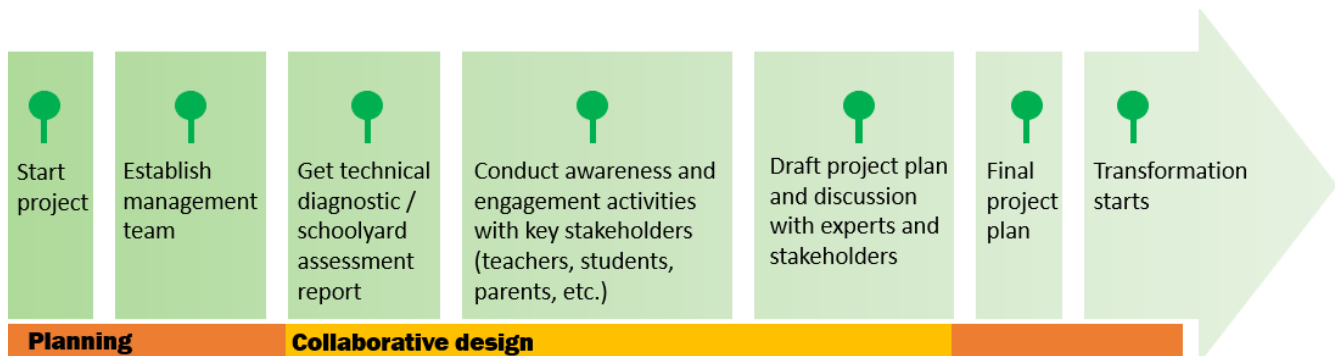 Start
project
Establish
management
team
Get technical
diagnostic /
schoolyard
assessment
report
Conduct awareness and
engagement activities
with key stakeholders
(teachers, students,
parents, etc.)
Draft project plan
and discussion
with experts and
stakeholders
Final
project
plan
Transformation
starts
Planning
Collaborative design